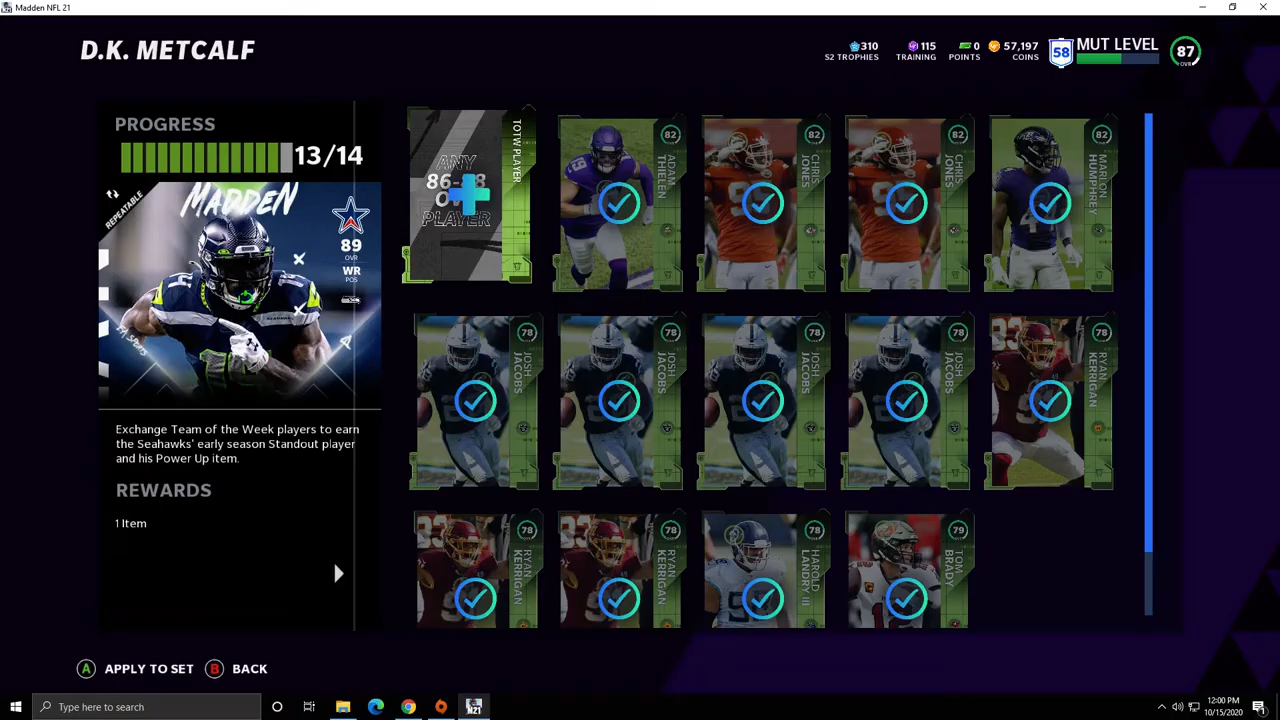 Madden NFL 21
D.K. METCALF
310
S2 TROPHIES
115
TRAINING
0
POINTS
57,197
COINS
58
MUT LEVEL
87
OVR
PROGRESS
13/14
REPEATABLE
MADDEN
89
OVR
WR
POS
Exchange Team of the Week players to earn
the Seahawks' early season Standout player
and his Power Up item.
REWARDS
1 Item
ANY
PLAYER
TOTW PLAYER
82
ADAM THIELEN
82
CHRIS JONES
82
CHRIS JONES
82
MARLON HUMPHREY
78
JOSH JACOBS
78
JOSH JACOBS
78
JOSH JACOBS
78
JOSH JACOBS
78
RYAN KERRIGAN
78
RYAN KERRIGAN
78
RYAN KERRIGAN
78
HAROLD LANDRY III
79
TOM BRADY
A APPLY TO SET
B BACK
Type here to search
12:00 PM
10/15/2020